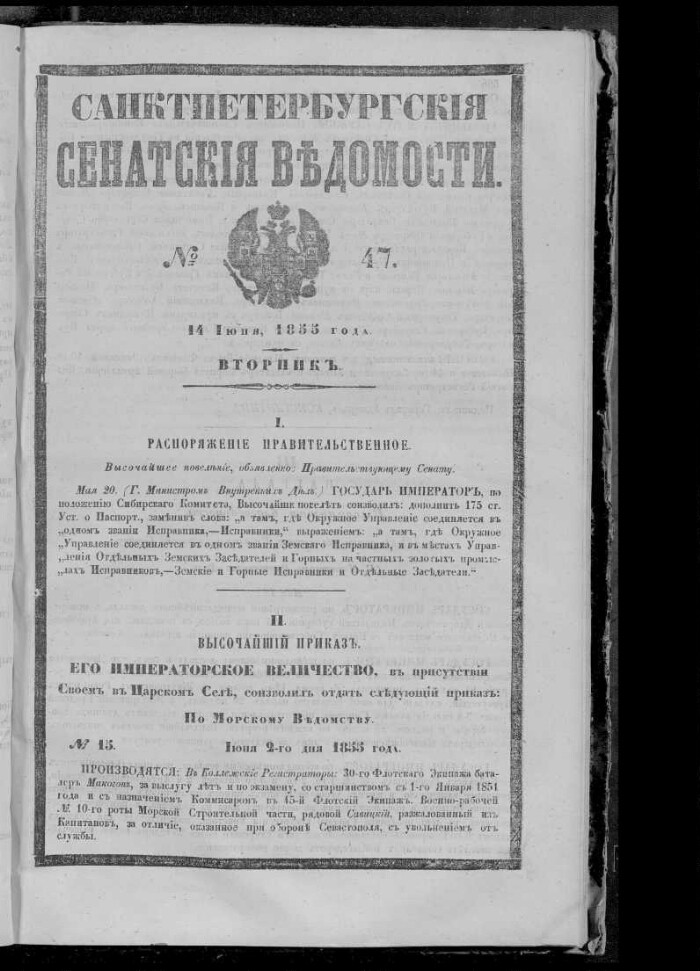 САНКТПЕТЕРБУРГСКІЯ
СЕНАТСКІЯ ВѢДОМОСТИ.
№ 47.
14 Іюня, 1855 года.
ВТОРНИКЪ.
I.
РАСПОРЯЖЕНІЕ ПРАВИТЕЛЬСТВЕННОЕ.
Высочайшее повелѣніе, объявленное Правительствующему Сенату.
Мая 20. (Г. Министромъ Внутреннихъ Дѣлъ.) ГОСУДАРЬ ИМПЕРАТОРЪ, по
положенію Сибирскаго Комитета, Высочайше повелѣть соизволилъ: дополнить 175 ст.
Уст. о Паспорт., замѣнивъ слова: „а тамъ, гдѣ Окружное Управленіе соединяется въ
„одномъ званіи Исправника,—Исправники,“ выраженіемъ: „а тамъ, гдѣ Окружное
„Управленіе соединяется въ одномъ званіи Земскаго Исправника, и въ мѣстахъ Управ-
„ленія Отдѣльныхъ Земскихъ Засѣдателей и Горныхъ на частныхъ золотыхъ промыс-
„лахъ Исправниковъ,—Земскіе и Горные Исправники и Отдѣльные Засѣдатели.“
II.
ВЫСОЧАЙШІЙ ПРИКАЗЪ.
ЕГО ИМПЕРАТОРСКОЕ ВЕЛИЧЕСТВО, въ присутствіи
Своемъ въ Царскомъ Селѣ, соизволилъ отдать слѣдующій приказъ:
По Морскому Вѣдомству.
№ 15. Іюня 2-го дня 1855 года.
ПРОИЗВОДЯТСЯ: Въ Коллежскіе Регистраторы: 30-го Флотскаго Экипажа бата-
леръ Макоговъ, за выслугу лѣтъ и по экзамену, со старшинствомъ съ 1-го Января 1851
года и съ назначеніемъ Комисаромъ въ 45-й Флотскій Экипажъ. Военно-рабочей
№ 10-го роты Морской Строительной части, рядовой Савицкій, разжалованный изъ
Капитановъ, за отличіе, оказанное при оборонѣ Севастополя, съ увольненіемъ отъ
службы.